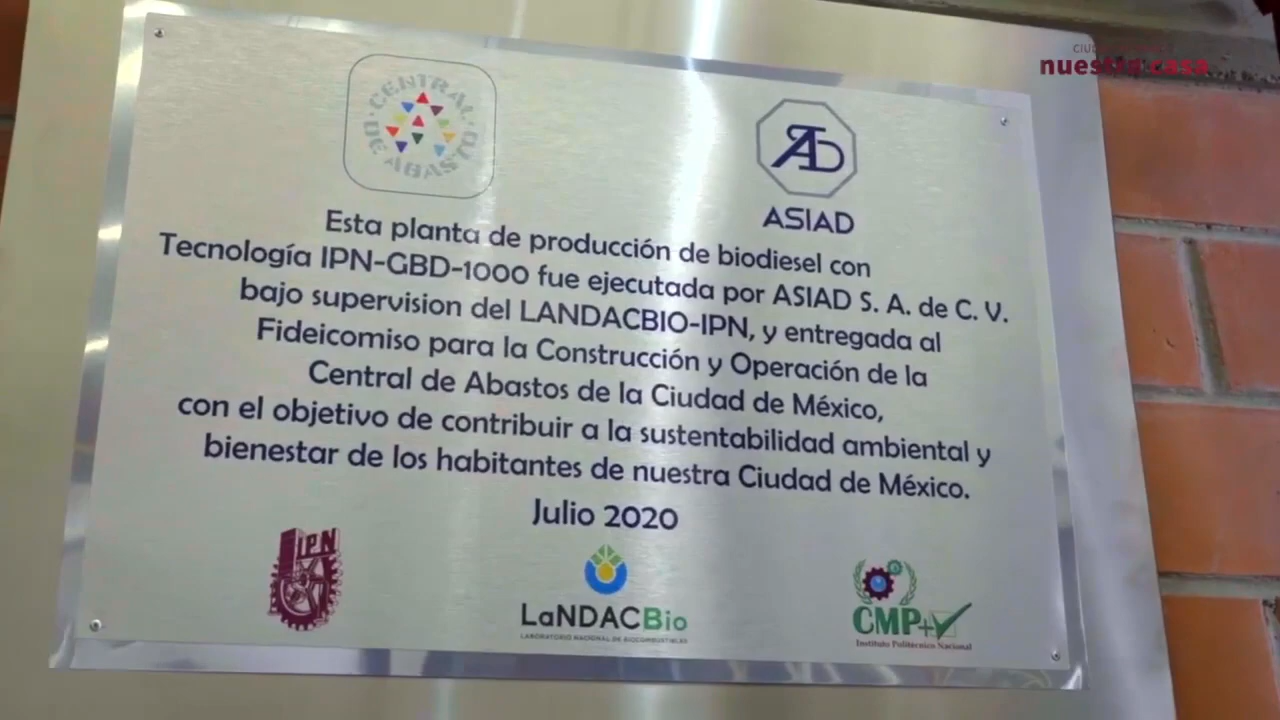 nuestra casa
CENTRAL DE ABASTO
ASIAD
Esta planta de producción de biodiesel con
Tecnología IPN-GBD-1000 fue ejecutada por ASIAD S. A. de C. V.
bajo supervision del LANDACBIO-IPN, y entregada al
Fideicomiso para la Construcción y Operación de la
Central de Abastos de la Ciudad de México,
con el objetivo de contribuir a la sustentabilidad ambiental y
bienestar de los habitantes de nuestra Ciudad de México.
Julio 2020
IPN
LaNDACBio
LABORATORIO NACIONAL DE BIOCOMBUSTIBLES
CMP+
Instituto Politécnico Nacional